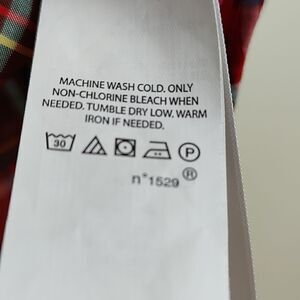 MACHINE WASH COLD. ONLY
NON-CHLORINE BLEACH WHEN
NEEDED. TUMBLE DRY LOW. WARM
IRON IF NEEDED.
30 P
n°1529 ®